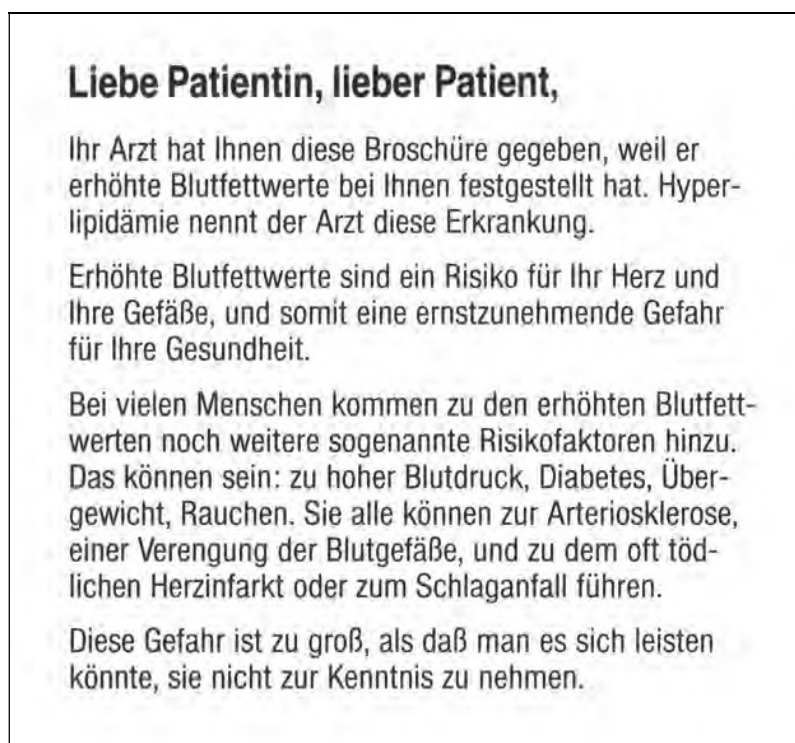 Liebe Patientin, lieber Patient,
Ihr Arzt hat Ihnen diese Broschüre gegeben, weil er
erhöhte Blutfettwerte bei Ihnen festgestellt hat. Hyper-
lipidämie nennt der Arzt diese Erkrankung.
Erhöhte Blutfettwerte sind ein Risiko für Ihr Herz und
Ihre Gefäße, und somit eine ernstzunehmende Gefahr
für Ihre Gesundheit.
Bei vielen Menschen kommen zu den erhöhten Blutfett-
werten noch weitere sogenannte Risikofaktoren hinzu.
Das können sein: zu hoher Blutdruck, Diabetes, Über-
gewicht, Rauchen. Sie alle können zur Arteriosklerose,
einer Verengung der Blutgefäße, und zu dem oft töd-
lichen Herzinfarkt oder zum Schlaganfall führen.
Diese Gefahr ist zu groß, als daß man es sich leisten
könnte, sie nicht zur Kenntnis zu nehmen.